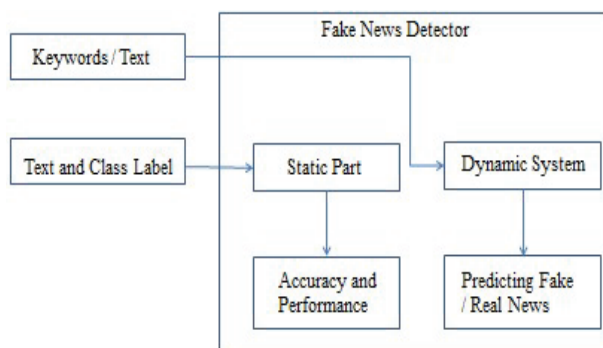 Fake News Detector
Keywords / Text
Text and Class Label
Static Part
Dynamic System
Accuracy and
Performance
Predicting Fake
/ Real News